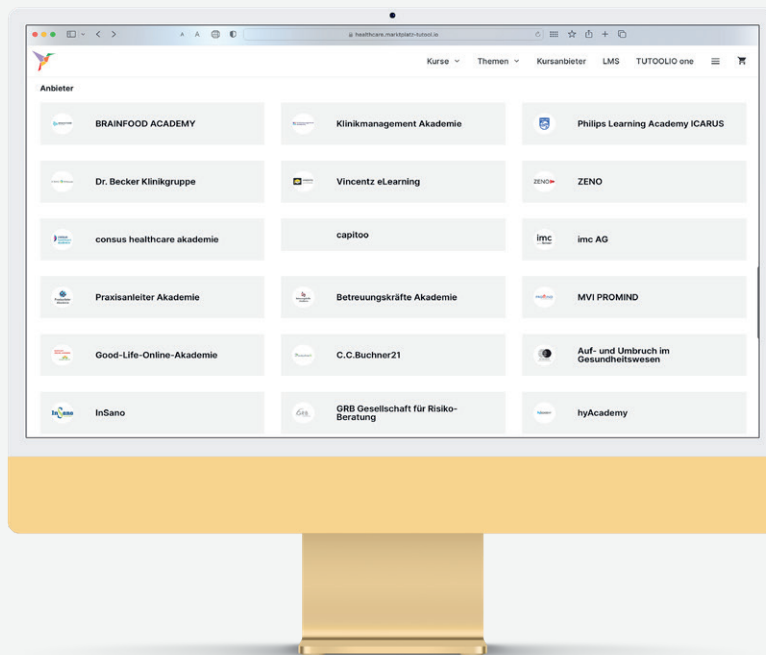 healthcare.marktplatz-tutool.io
Kurse Themen Kursanbieter LMS TUTOOLIO one
Anbieter
BRAINFOOD ACADEMY
Klinikmanagement Akademie
Philips Learning Academy ICARUS
Dr. Becker Klinikgruppe
Vincentz eLearning
ZENO
ZENO
consus healthcare akademie
capitoo
imc
imc AG
Praxisanleiter Akademie
Betreuungskräfte Akademie
MVI PROMIND
Good-Life-Online-Akademie
C.C.Buchner21
Auf- und Umbruch im
Gesundheitswesen
InSano
InSano
GRB
GRB Gesellschaft für Risiko-
Beratung
hyAcademy